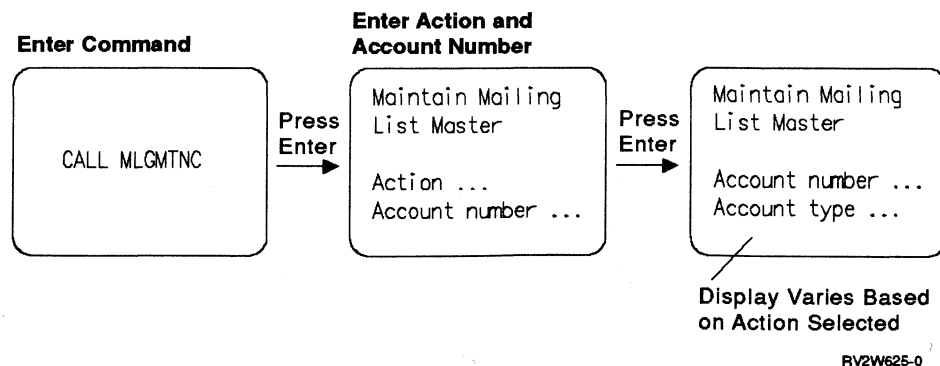 Enter Command
CALL MLGMTNC
Press
Enter
Enter Action and
Account Number
Maintain Mailing
List Master
Action ...
Account number ...
Press
Enter
Maintain Mailing
List Master
Account number ...
Account type ...
Display Varies Based
on Action Selected
RV2W625-0